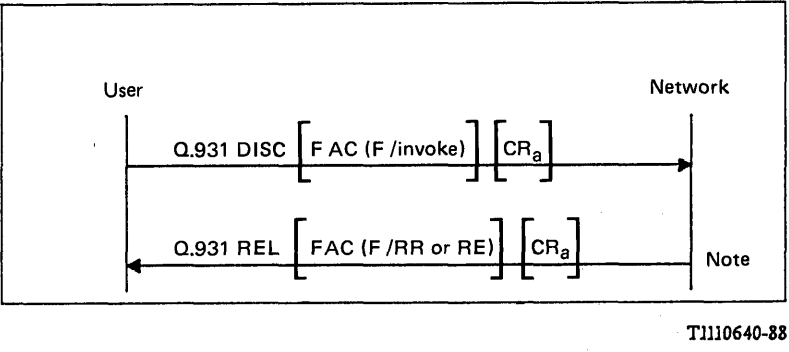 User Network
Q.931 DISC [F AC (F /invoke)] [CRa]
Q.931 REL [FAC (F /RR or RE)] [CRa] Note
T1110640-88